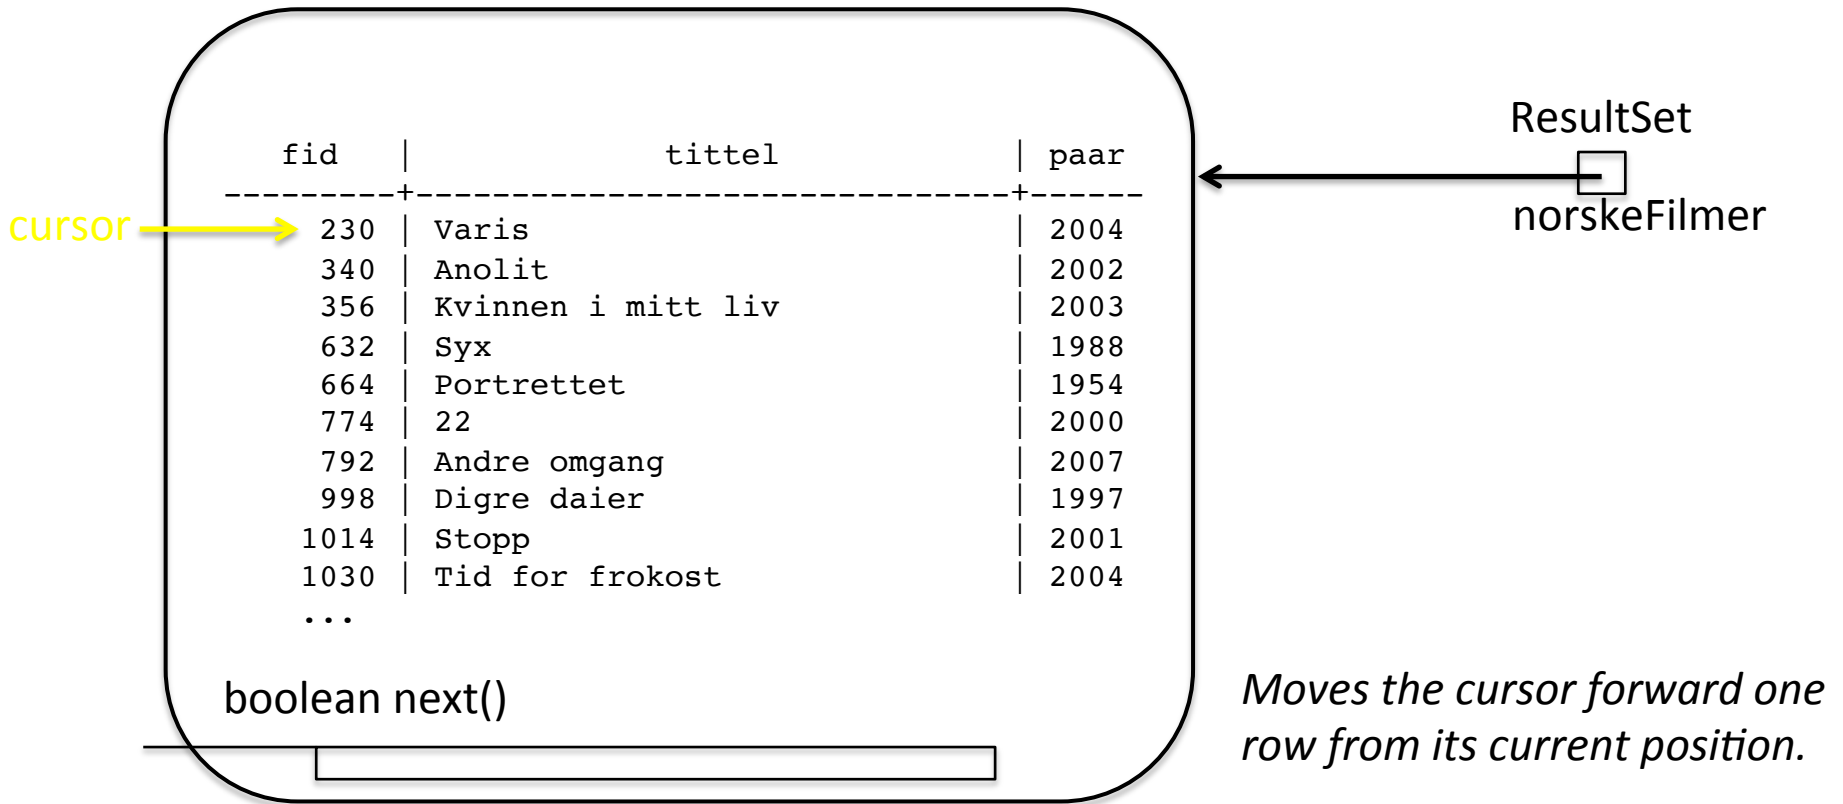 ResultSet
fid | tittel | paar
---------+-------------------------------+------
cursor 230 | Varis | 2004
norskeFilmer
340 | Anolit | 2002
356 | Kvinnen i mitt liv | 2003
632 | Syx | 1988
664 | Portrettet | 1954
774 | 22 | 2000
792 | Andre omgang | 2007
998 | Digre daier | 1997
1014 | Stopp | 2001
1030 | Tid for frokost | 2004
...
boolean next()
Moves the cursor forward one
row from its current position.